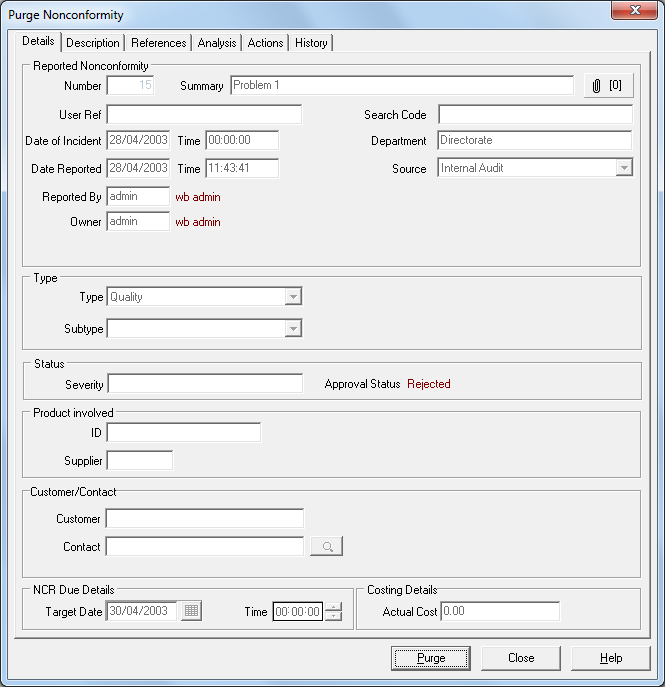 Purge Nonconformity
Details Description References Analysis Actions History
Reported Nonconformity
Number 15 Summary Problem 1 [0]
User Ref Search Code
Date of Incident 28/04/2003 Time 00:00:00 Department Directorate
Date Reported 28/04/2003 Time 11:43:41 Source Internal Audit
Reported By admin wb admin
Owner admin wb admin
Type
Type Quality
Subtype
Status
Severity Approval Status Rejected
Product involved
ID
Supplier
Customer/Contact
Customer
Contact
NCR Due Details Costing Details
Target Date 30/04/2003 Time 00:00:00 Actual Cost 0.00
Purge Close Help